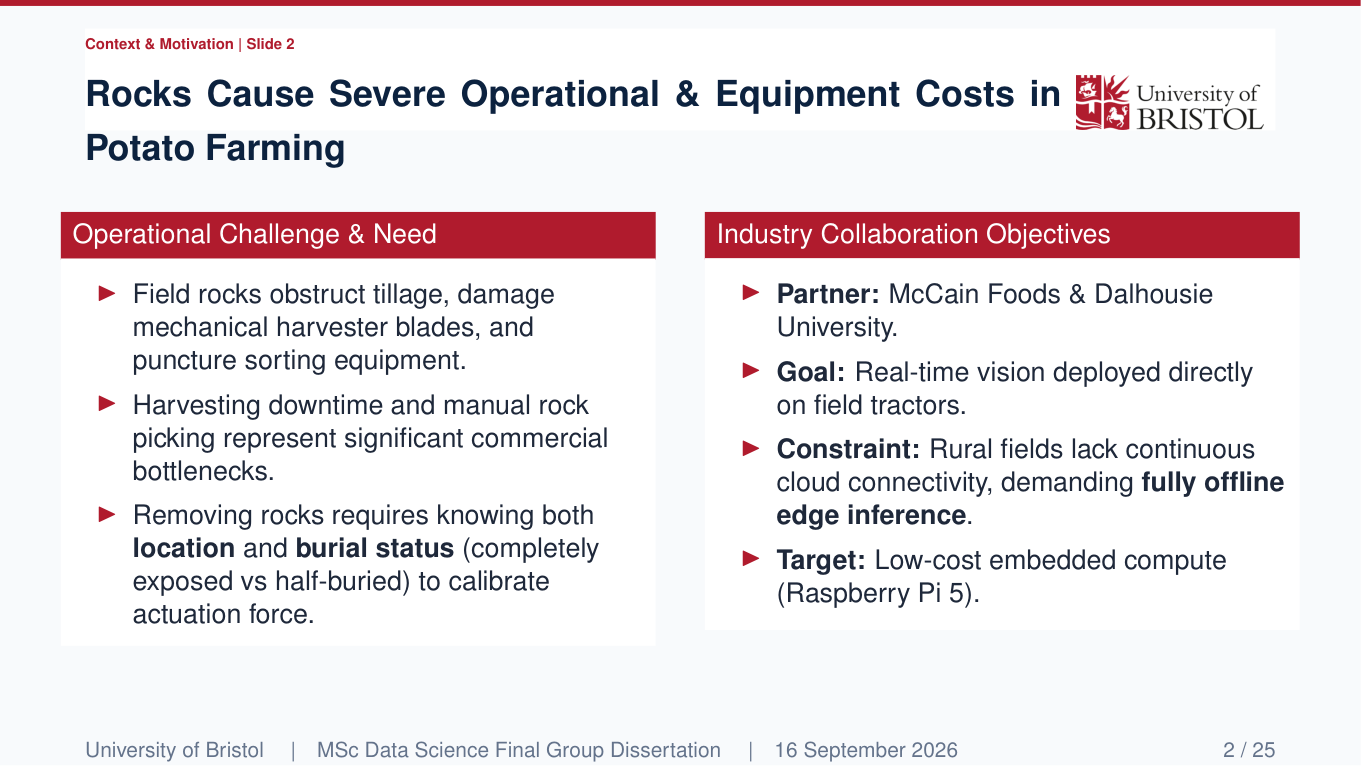 Context & Motivation | Slide 2
Rocks Cause Severe Operational & Equipment Costs in
Potato Farming
University of
BRISTOL
Operational Challenge & Need
Field rocks obstruct tillage, damage
mechanical harvester blades, and
puncture sorting equipment.
Harvesting downtime and manual rock
picking represent significant commercial
bottlenecks.
Removing rocks requires knowing both
location and burial status (completely
exposed vs half-buried) to calibrate
actuation force.
Industry Collaboration Objectives
Partner: McCain Foods & Dalhousie
University.
Goal: Real-time vision deployed directly
on field tractors.
Constraint: Rural fields lack continuous
cloud connectivity, demanding fully offline
edge inference.
Target: Low-cost embedded compute
(Raspberry Pi 5).
University of Bristol | MSc Data Science Final Group Dissertation | 16 September 2026 2 / 25